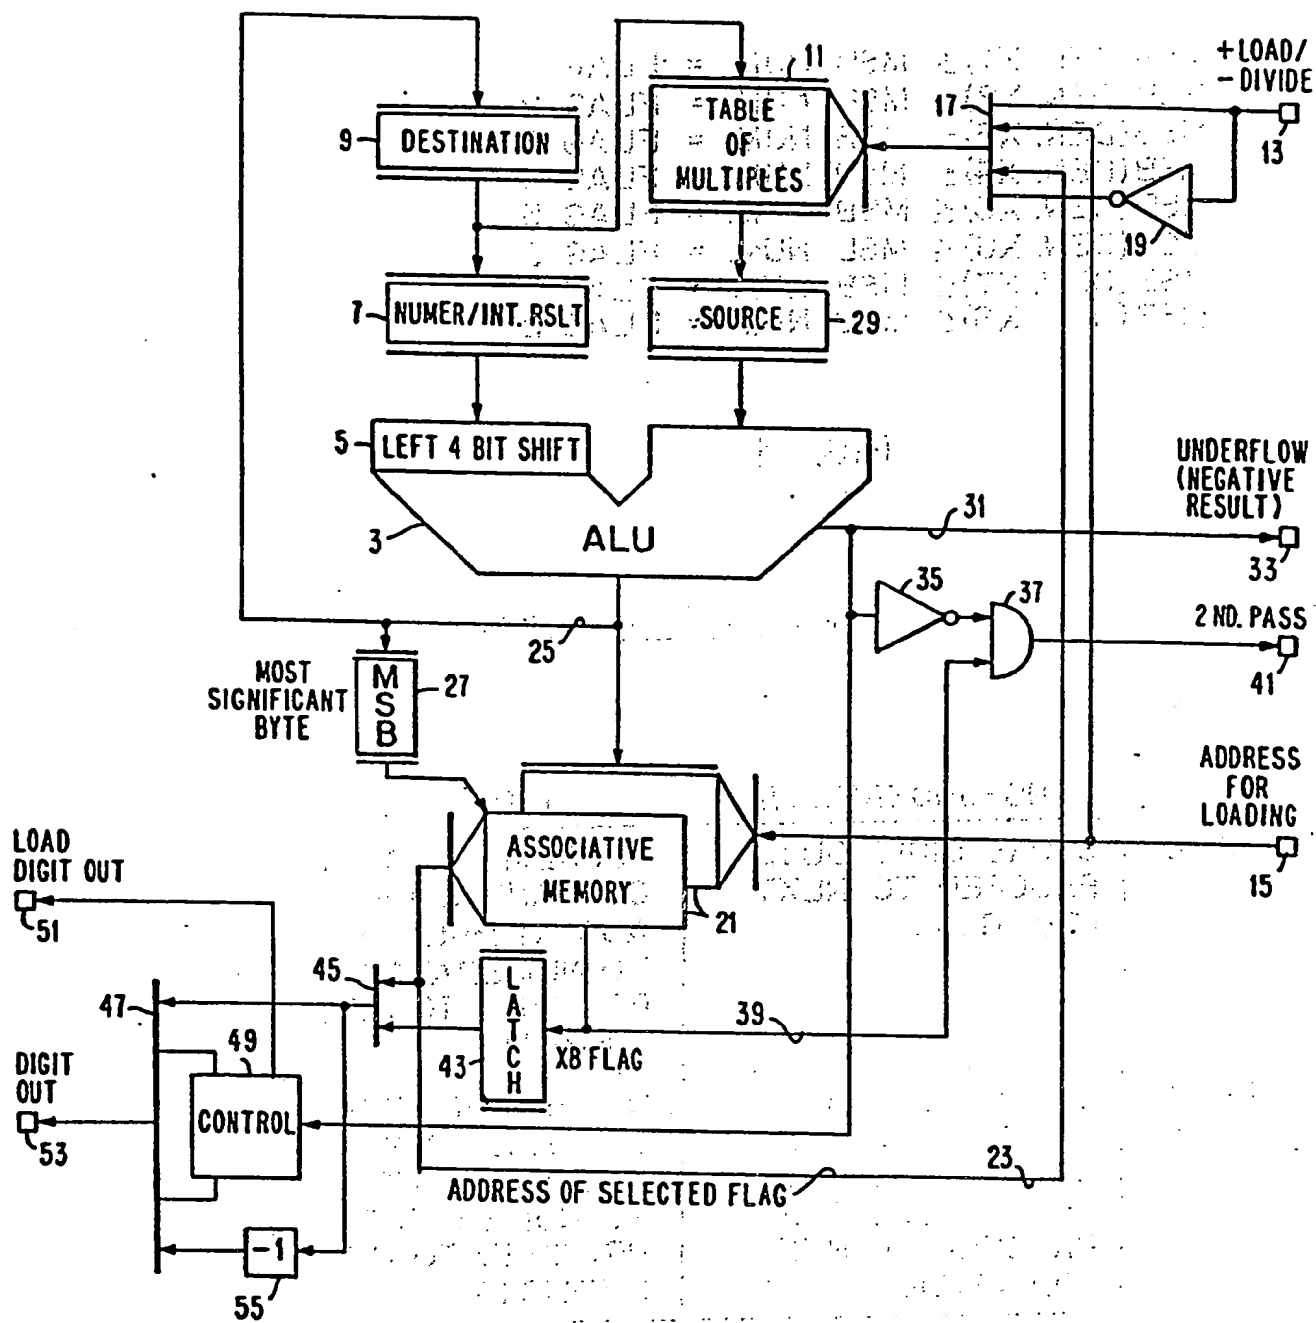 11
+LOAD/
- DIVIDE
17
13
9
DESTINATION
TABLE
OF
MULTIPLES
19
7
NUMER/INT. RSLT
SOURCE
29
5
LEFT 4 BIT SHIFT
3
ALU
31
UNDERFLOW
(NEGATIVE
RESULT)
33
35
37
2 ND. PASS
41
25
MOST
SIGNIFICANT
BYTE
MSB
27
ADDRESS
FOR
LOADING
15
ASSOCIATIVE
MEMORY
21
LOAD
DIGIT OUT
51
45
LATCH
43
X8 FLAG
39
47
49
CONTROL
DIGIT
OUT
53
23
ADDRESS OF SELECTED FLAG
-1
55